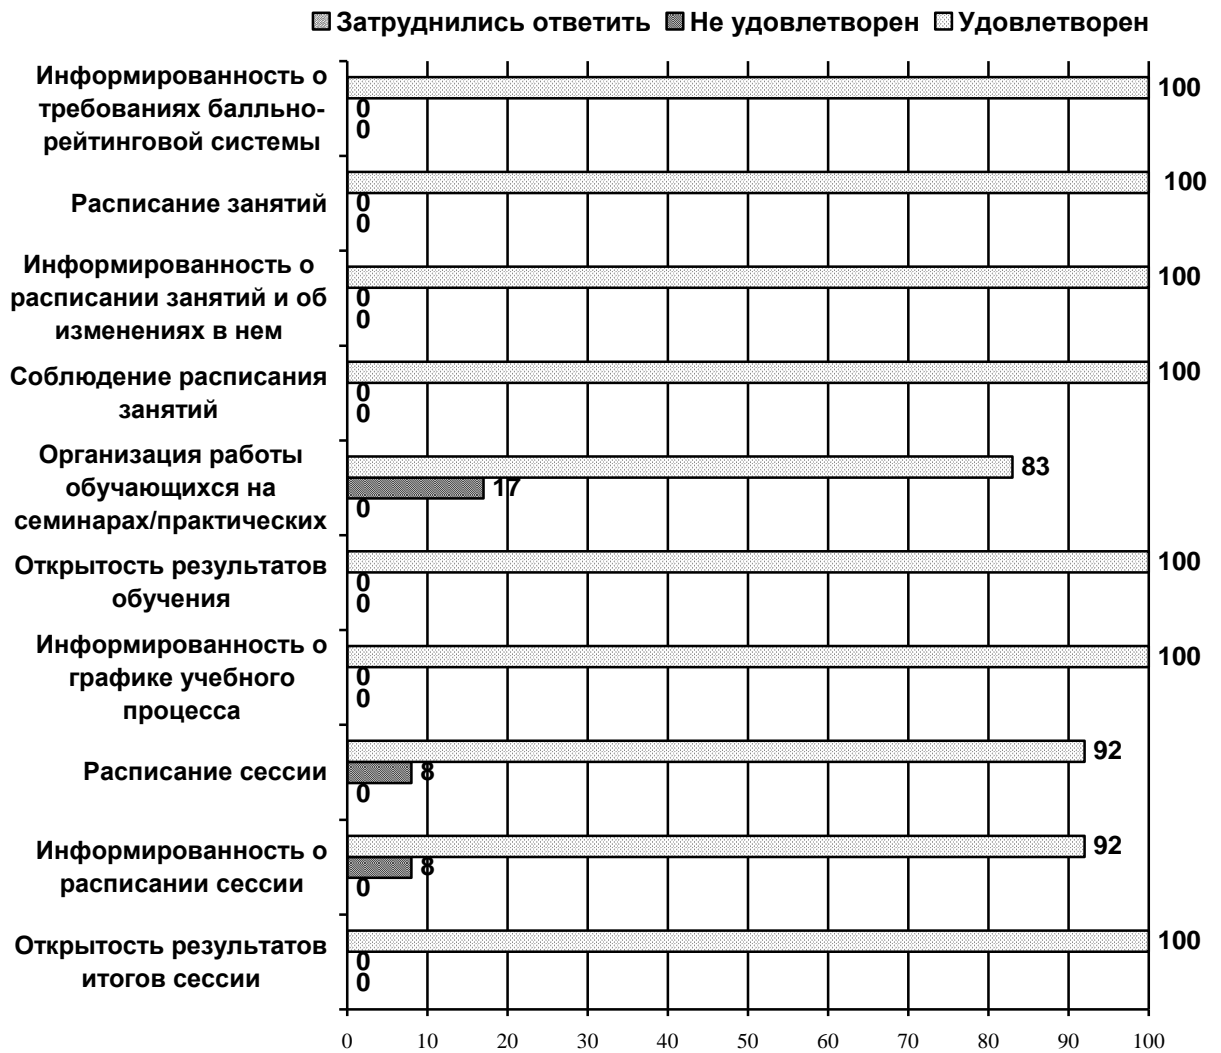 Затруднились ответить Не удовлетворен Удовлетворен
Информированность о
требованиях балльно-
рейтинговой системы
100
0
0
Расписание занятий
100
0
0
Информированность о
расписании занятий и об
изменениях в нем
100
0
0
Соблюдение расписания
занятий
100
0
0
Организация работы
обучающихся на
семинарах/практических
83
17
0
Открытость результатов
обучения
100
0
0
Информированность о
графике учебного
процесса
100
0
0
Расписание сессии
92
8
0
Информированность о
расписании сессии
92
8
0
Открытость результатов
итогов сессии
100
0
0
0 10 20 30 40 50 60 70 80 90 100